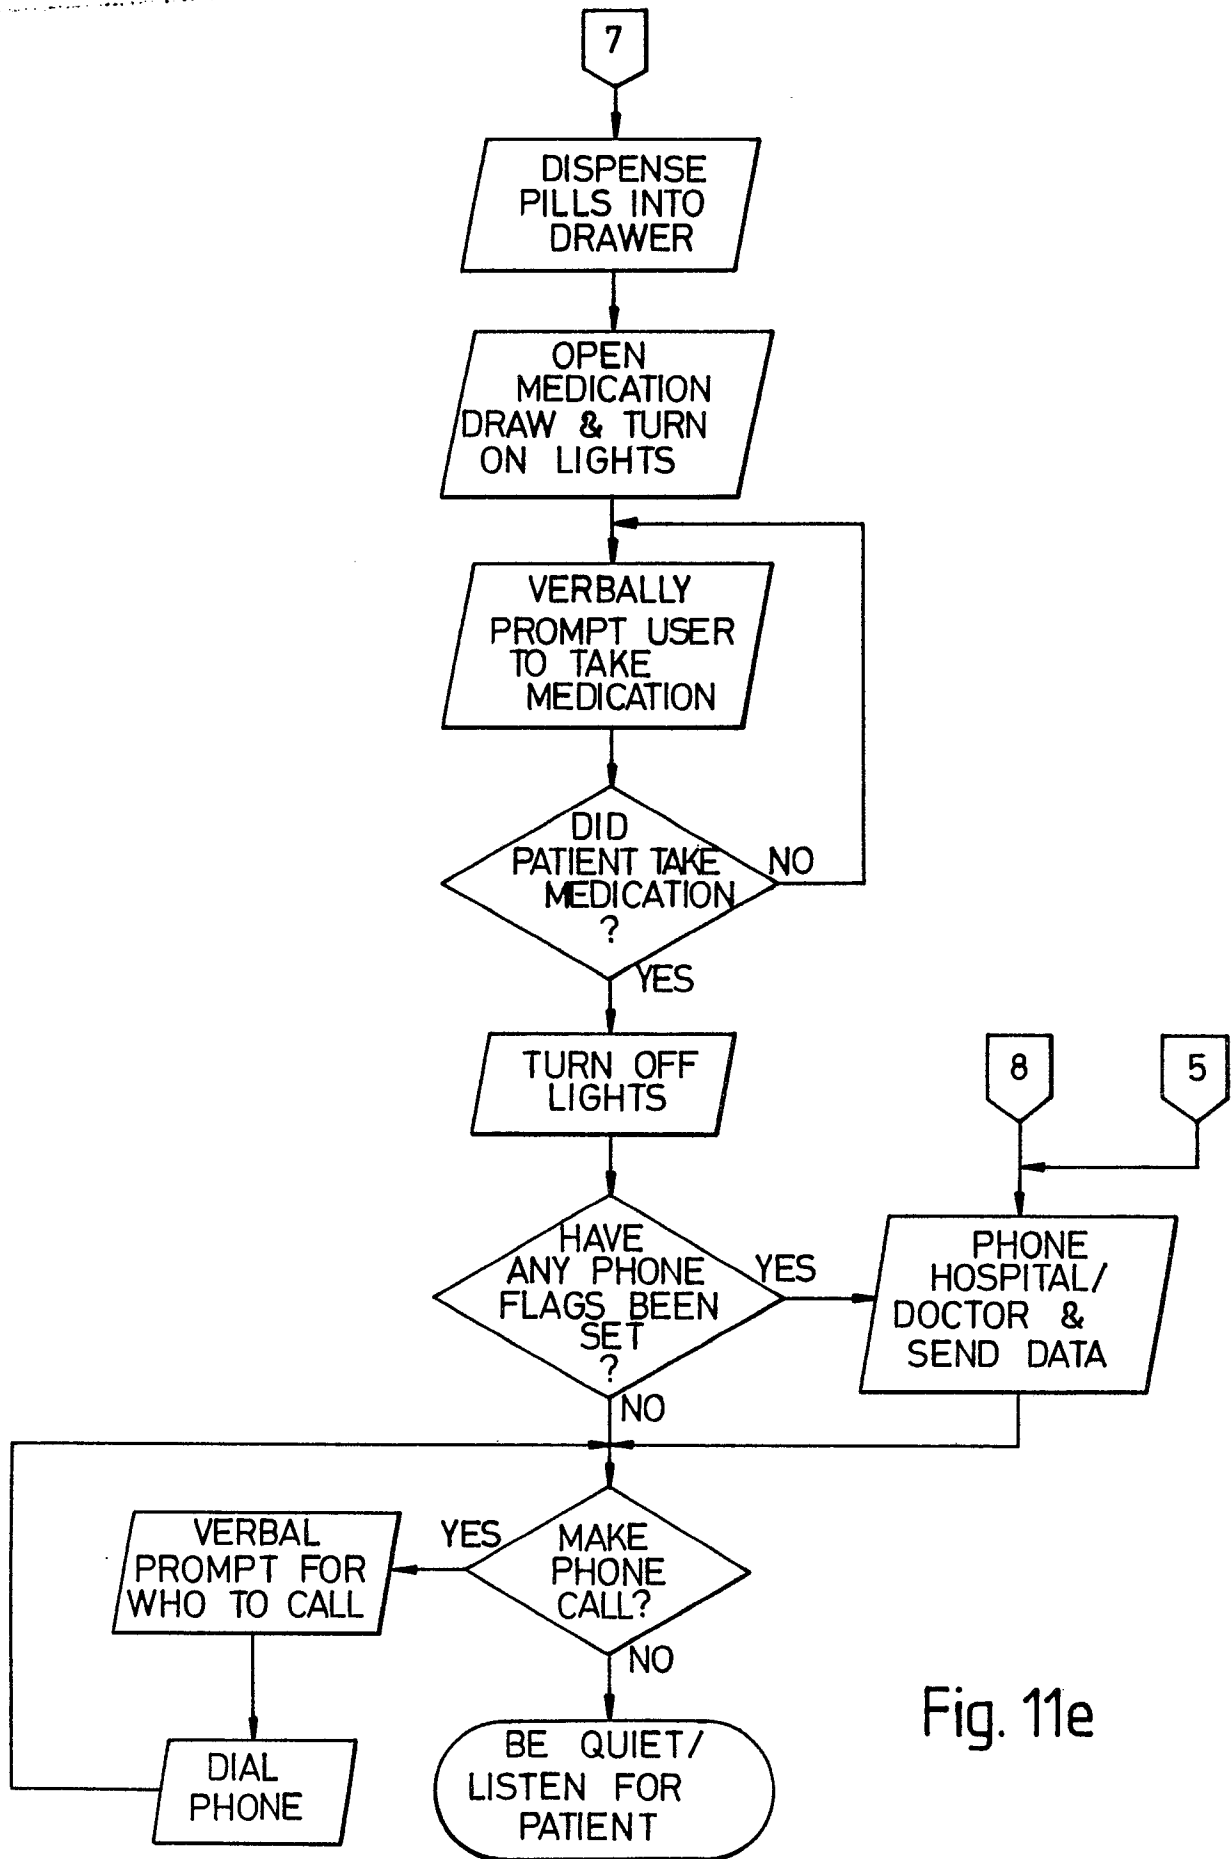 7
DISPENSE
PILLS INTO
DRAWER
OPEN
MEDICATION
DRAW & TURN
ON LIGHTS
VERBALLY
PROMPT USER
TO TAKE
MEDICATION
DID
PATIENT TAKE
MEDICATION
?
NO
YES
TURN OFF
LIGHTS
8
5
HAVE
ANY PHONE
FLAGS BEEN
SET
?
YES
PHONE
HOSPITAL/
DOCTOR &
SEND DATA
NO
MAKE
PHONE
CALL?
YES
VERBAL
PROMPT FOR
WHO TO CALL
NO
DIAL
PHONE
BE QUIET/
LISTEN FOR
PATIENT
Fig. 11e